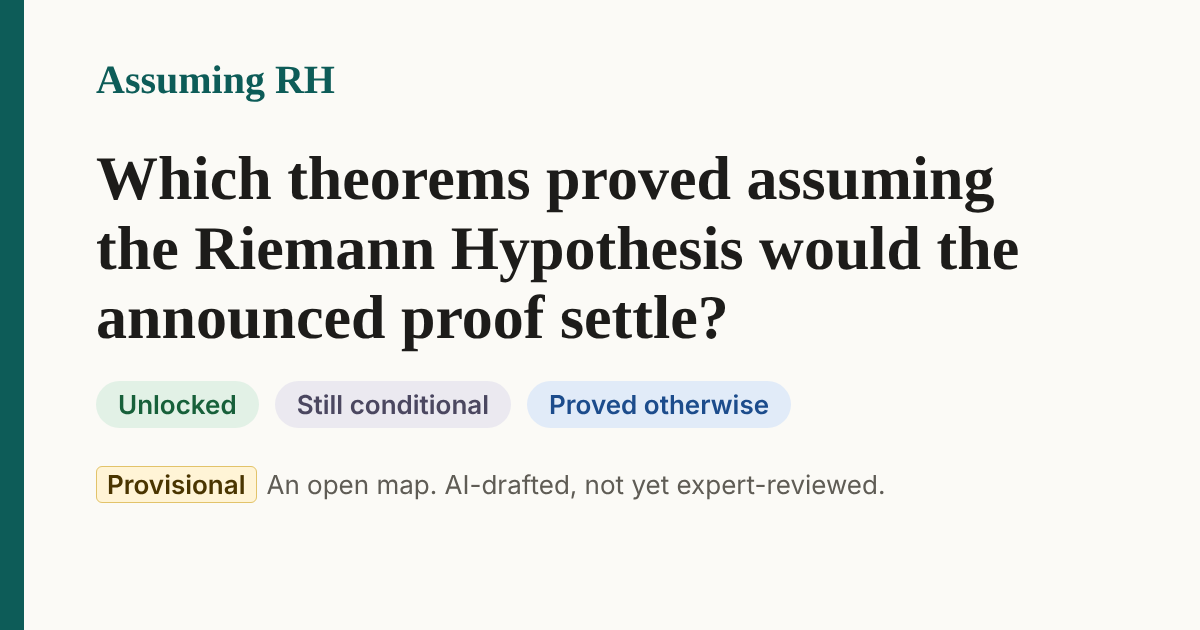 Assuming RH
Which theorems proved assuming
the Riemann Hypothesis would the
announced proof settle?
Unlocked Still conditional Proved otherwise
Provisional An open map. AI-drafted, not yet expert-reviewed.